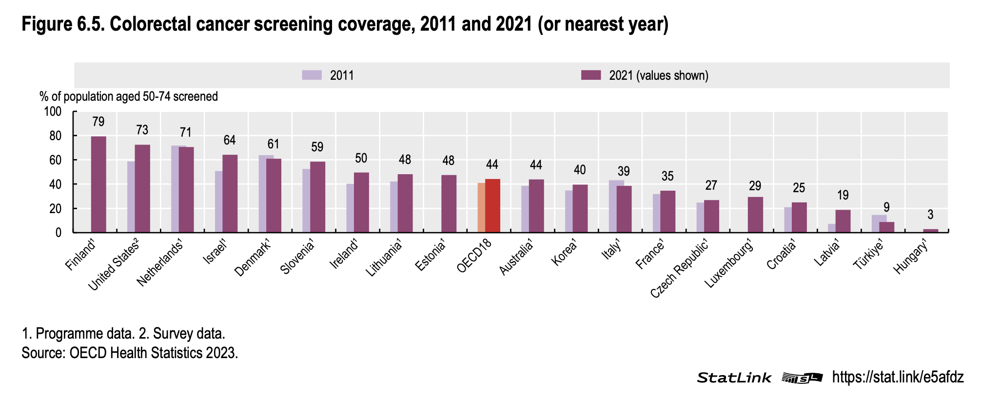 Figure 6.5. Colorectal cancer screening coverage, 2011 and 2021 (or nearest year)
2011 2021 (values shown)
% of population aged 50-74 screened
100
80
60
40
20
0
79 73 71 64 61 59 50 48 48 44 44 40 39 35 27 29 25 19 9 3
Finland¹ United States² Netherlands¹ Israel¹ Denmark¹ Slovenia¹ Ireland¹ Lithuania¹ Estonia¹ OECD18 Australia¹ Korea¹ Italy¹ France¹ Czech Republic¹ Luxembourg¹ Croatia¹ Latvia¹ Türkiye¹ Hungary¹
1. Programme data. 2. Survey data.
Source: OECD Health Statistics 2023.
StatLink SL https://stat.link/e5afdz